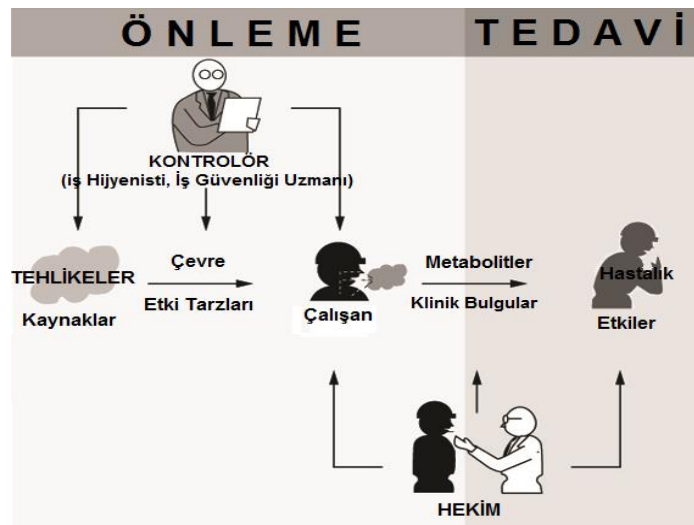 ÖNLEME TEDAVİ
KONTROLÖR
(iş Hijyenisti, İş Güvenliği Uzmanı)
TEHLİKELER
Kaynaklar
Çevre
Etki Tarzları
Çalışan
Metabolitler
Klinik Bulgular
Hastalık
Etkiler
HEKİM